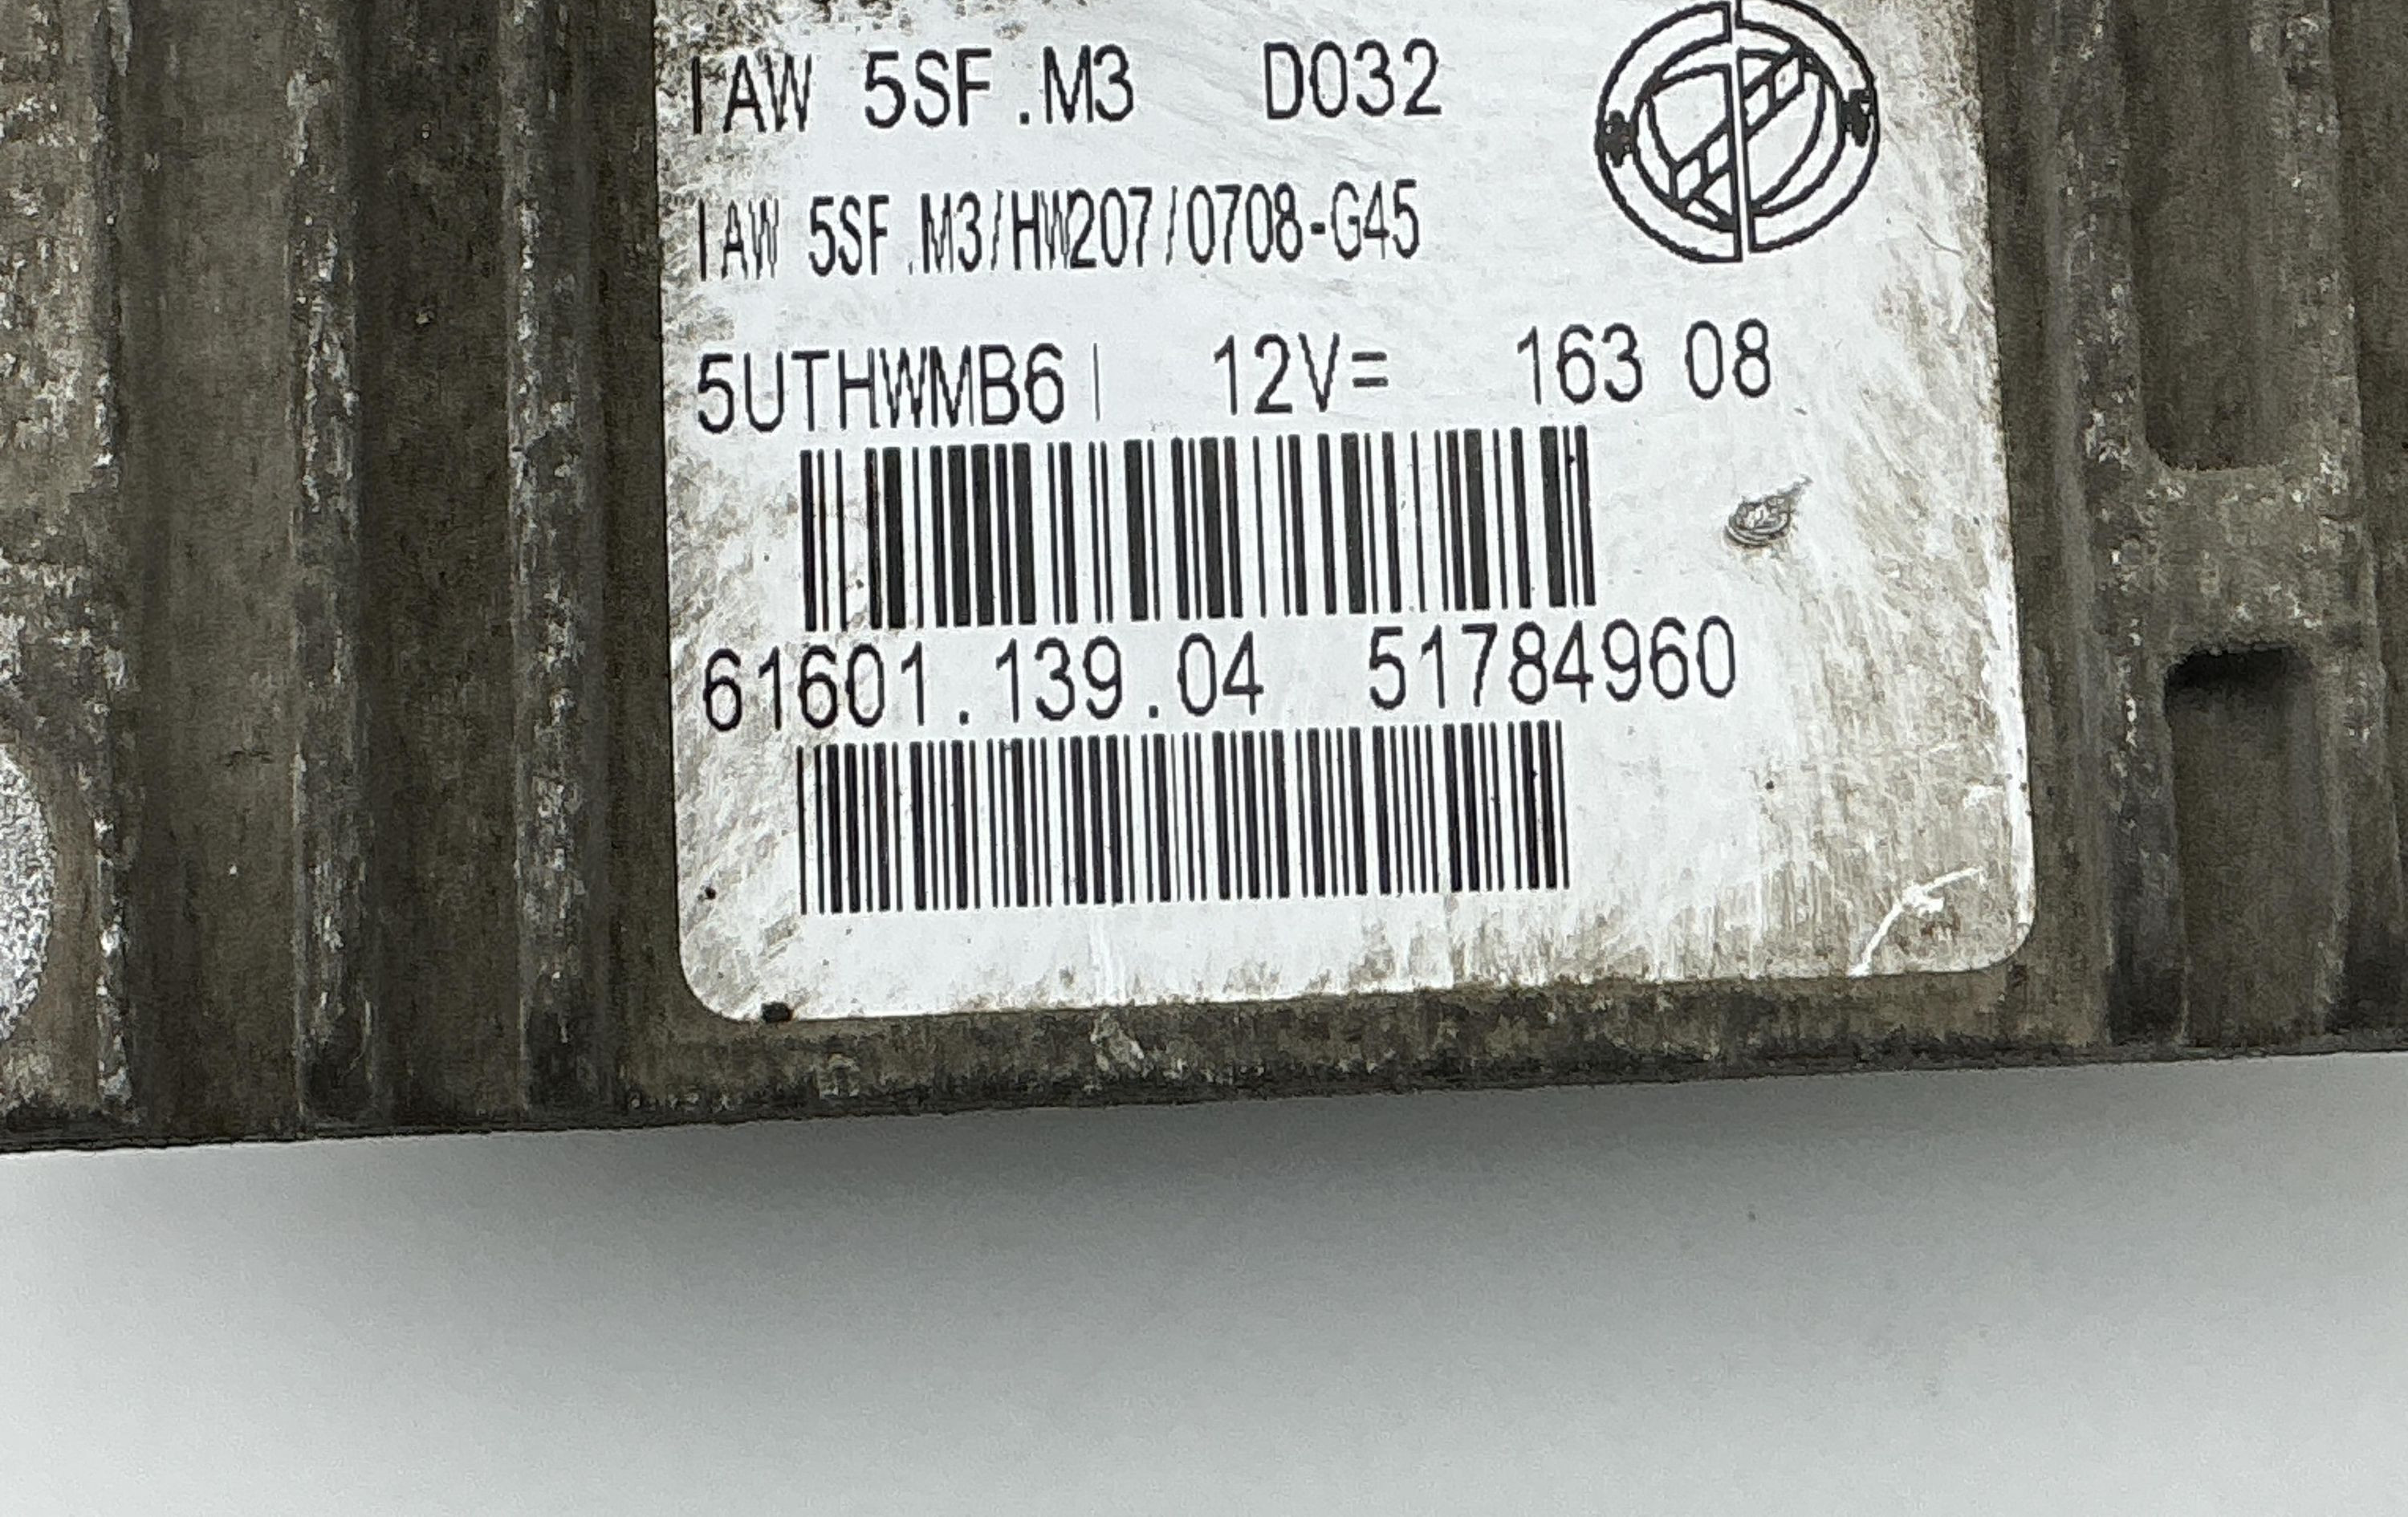 IAW 5SF.M3 D032
IAW 5SF.M3/HW207/0708-G45
5UTHWMB6| 12V= 163 08
61601.139.04 51784960